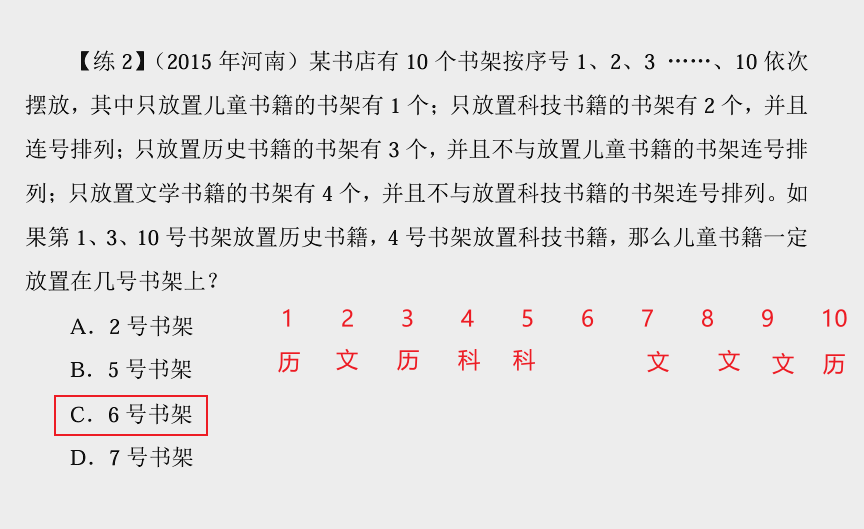 【练 2】（2015 年河南）某书店有 10 个书架按序号 1、2、3 ……、10 依次
摆放，其中只放置儿童书籍的书架有 1 个；只放置科技书籍的书架有 2 个，并且
连号排列；只放置历史书籍的书架有 3 个，并且不与放置儿童书籍的书架连号排
列；只放置文学书籍的书架有 4 个，并且不与放置科技书籍的书架连号排列。如
果第 1、3、10 号书架放置历史书籍，4 号书架放置科技书籍，那么儿童书籍一定
放置在几号书架上？
A．2 号书架
B．5 号书架
C．6 号书架
D．7 号书架
1 2 3 4 5 6 7 8 9 10
历 文 历 科 科 文 文 文 历